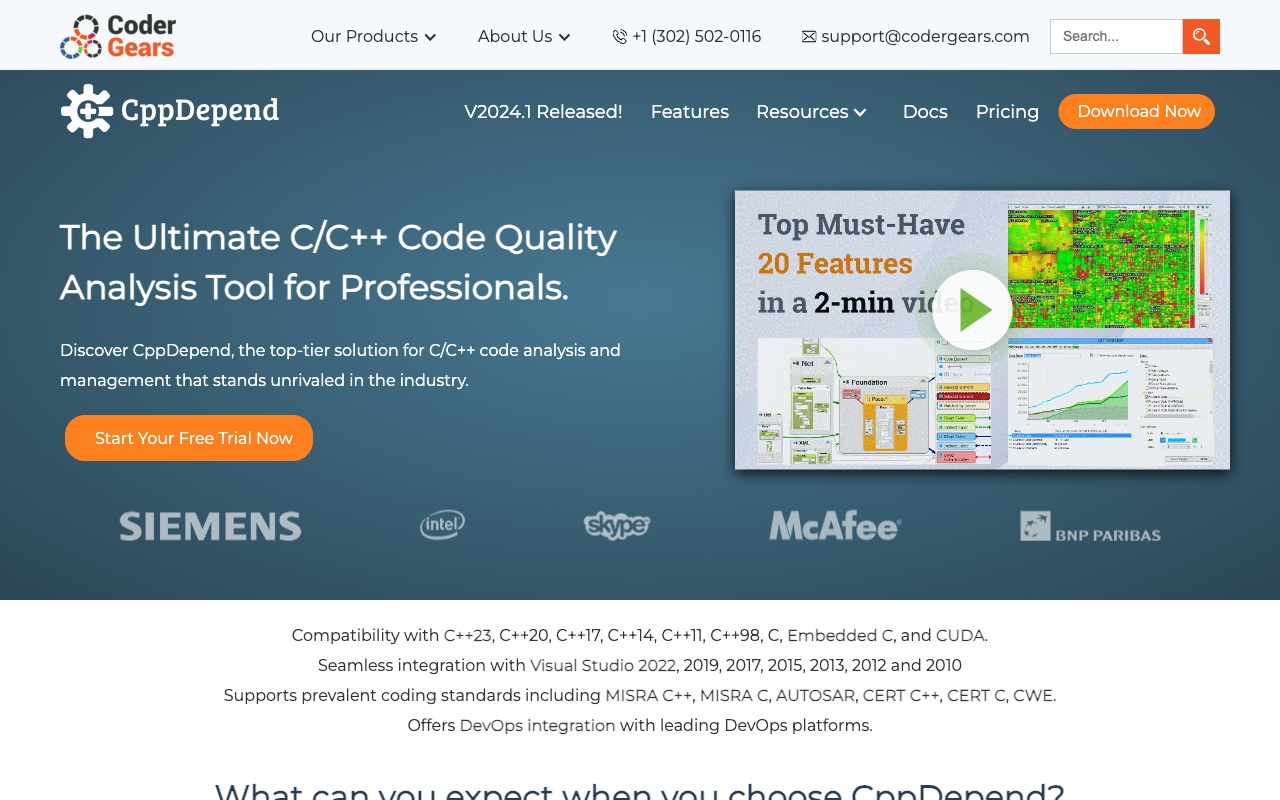 Coder
Gears
Our Products
About Us
+1 (302) 502-0116
support@codergears.com
Search...
CppDepend
V2024.1 Released!
Features
Resources
Docs
Pricing
Download Now
The Ultimate C/C++ Code Quality
Analysis Tool for Professionals.
Discover CppDepend, the top-tier solution for C/C++ code analysis and
management that stands unrivaled in the industry.
Start Your Free Trial Now
Top Must-Have
20 Features
in a 2-min video
Net
Foundation
XML
SIEMENS
intel
skype
McAfee
BNP PARIBAS
Compatibility with C++23, C++20, C++17, C++14, C++11, C++98, C, Embedded C, and CUDA.
Seamless integration with Visual Studio 2022, 2019, 2017, 2015, 2013, 2012 and 2010
Supports prevalent coding standards including MISRA C++, MISRA C, AUTOSAR, CERT C++, CERT C, CWE.
Offers DevOps integration with leading DevOps platforms.
What can you expect when you choose CppDepend?